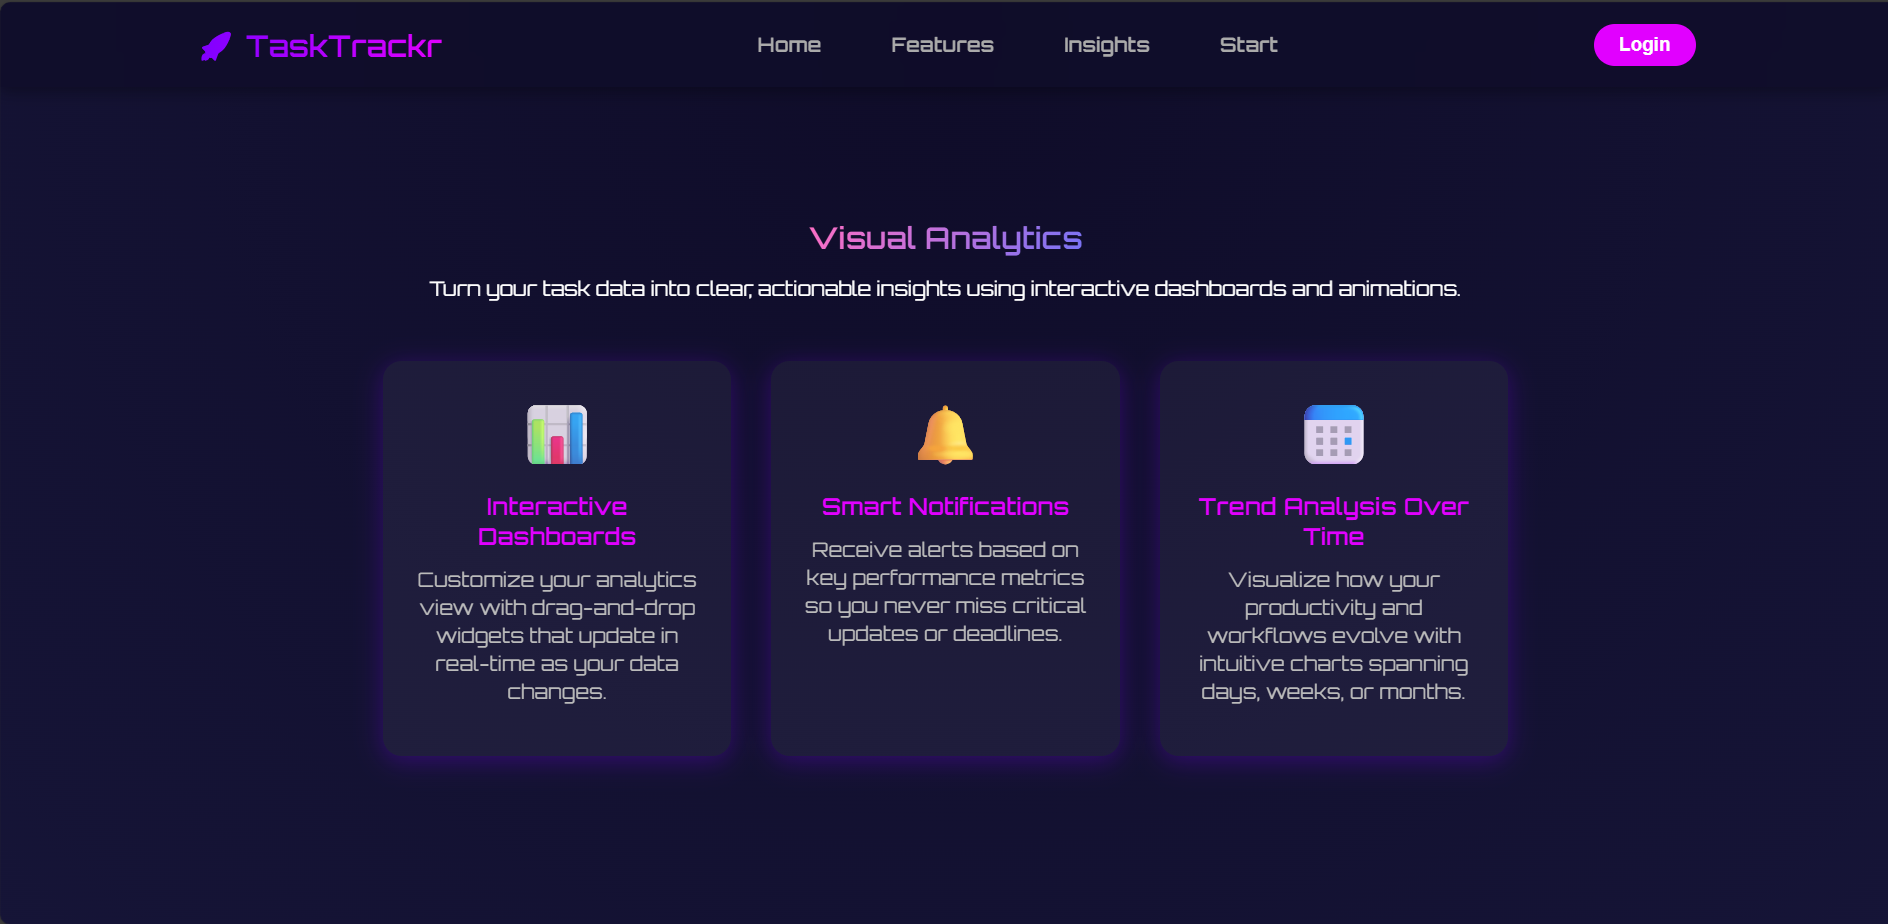 TaskTrackr
Home
Features
Insights
Start
Login
Visual Analytics
Turn your task data into clear, actionable insights using interactive dashboards and animations.
Interactive
Dashboards
Customize your analytics
view with drag-and-drop
widgets that update in
real-time as your data
changes.
Smart Notifications
Receive alerts based on
key performance metrics
so you never miss critical
updates or deadlines.
Trend Analysis Over
Time
Visualize how your
productivity and
workflows evolve with
intuitive charts spanning
days, weeks, or months.